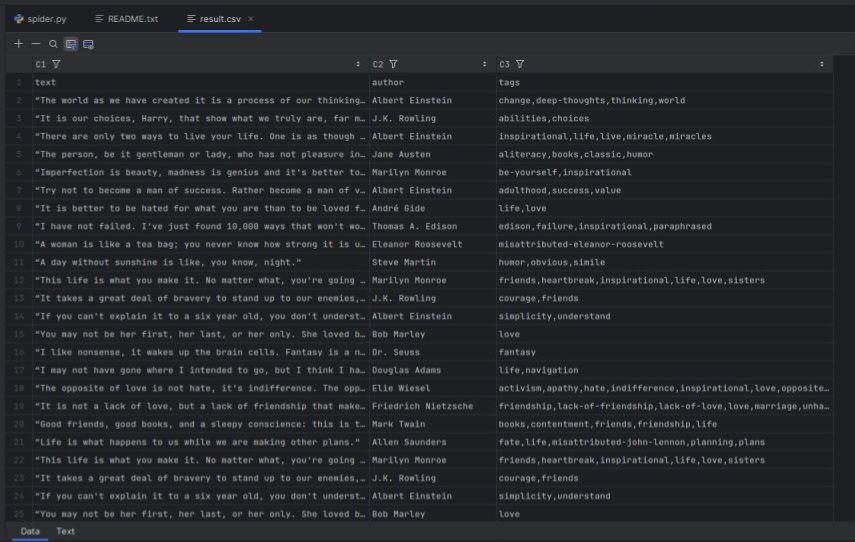 spider.py README.txt result.csv
C1 C2 C3
1 text author tags
2 “The world as we have created it is a process of our thinking… Albert Einstein change,deep-thoughts,thinking,world
3 “It is our choices, Harry, that show what we truly are, far m… J.K. Rowling abilities,choices
4 “There are only two ways to live your life. One is as though … Albert Einstein inspirational,life,live,miracle,miracles
5 “The person, be it gentleman or lady, who has not pleasure in… Jane Austen aliteracy,books,classic,humor
6 “Imperfection is beauty, madness is genius and it's better to… Marilyn Monroe be-yourself,inspirational
7 “Try not to become a man of success. Rather become a man of v… Albert Einstein adulthood,success,value
8 “It is better to be hated for what you are than to be loved f… André Gide life,love
9 “I have not failed. I've just found 10,000 ways that won't wo… Thomas A. Edison edison,failure,inspirational,paraphrased
10 “A woman is like a tea bag; you never know how strong it is u… Eleanor Roosevelt misattributed-eleanor-roosevelt
11 “A day without sunshine is like, you know, night.” Steve Martin humor,obvious,simile
12 “This life is what you make it. No matter what, you're going … Marilyn Monroe friends,heartbreak,inspirational,life,love,sisters
13 “It takes a great deal of bravery to stand up to our enemies,… J.K. Rowling courage,friends
14 “If you can't explain it to a six year old, you don't underst… Albert Einstein simplicity,understand
15 “You may not be her first, her last, or her only. She loved b… Bob Marley love
16 “I like nonsense, it wakes up the brain cells. Fantasy is a n… Dr. Seuss fantasy
17 “I may not have gone where I intended to go, but I think I ha… Douglas Adams life,navigation
18 “The opposite of love is not hate, it's indifference. The opp… Elie Wiesel activism,apathy,hate,indifference,inspirational,love,opposite…
19 “It is not a lack of love, but a lack of friendship that make… Friedrich Nietzsche friendship,lack-of-friendship,lack-of-love,love,marriage,unha…
20 “Good friends, good books, and a sleepy conscience: this is t… Mark Twain books,contentment,friends,friendship,life
21 “Life is what happens to us while we are making other plans.” Allen Saunders fate,life,misattributed-john-lennon,planning,plans
22 “This life is what you make it. No matter what, you're going … Marilyn Monroe friends,heartbreak,inspirational,life,love,sisters
23 “It takes a great deal of bravery to stand up to our enemies,… J.K. Rowling courage,friends
24 “If you can't explain it to a six year old, you don't underst… Albert Einstein simplicity,understand
25 “You may not be her first, her last, or her only. She loved b… Bob Marley love
Data Text